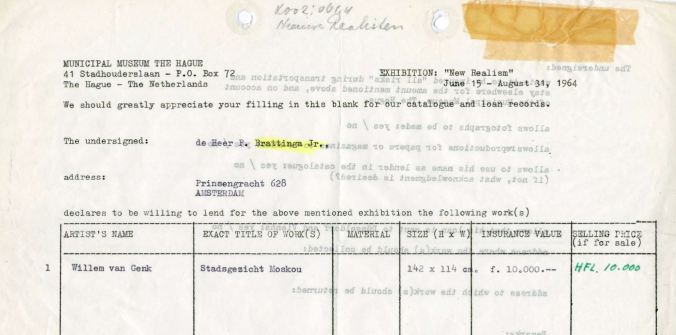 2002; 0694
Nieuwe Realisten
MUNICIPAL MUSEUM THE HAGUE
41 Stadhouderslaan - P.O. Box 72
The Hague - The Netherlands
EXHIBITION: "New Realism"
June 15 - August 31, 1964
We should greatly appreciate your filling in this blank for our catalogue and loan records.
The undersigned:
de Heer P. Brattinga Jr.,
address:
Prinsengracht 628
AMSTERDAM
declares to be willing to lend for the above mentioned exhibition the following work(s)
ARTIST'S NAME EXACT TITLE OF WORK(S) MATERIAL SIZE (H x W) INSURANCE VALUE SELLING PRICE
(if for sale)
1 Willem van Genk Stadsgezicht Moskou 142 x 114 cm. f. 10.000.-- HFL. 10.000